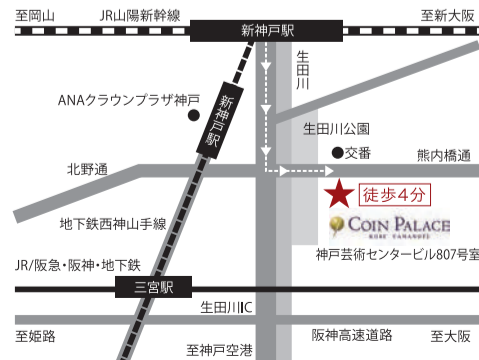 至岡山
JR山陽新幹線
新神戸駅
至新大阪
生田川
ANAクラウンプラザ神戸
新神戸駅
生田川公園
交番
北野通
熊内橋通
徒歩4分
地下鉄西神山手線
COIN PALACE
KOBE YAMANOTE
神戸芸術センタービル807号室
JR/阪急・阪神・地下鉄
三宮駅
生田川IC
至姫路
阪神高速道路
至大阪
至神戸空港